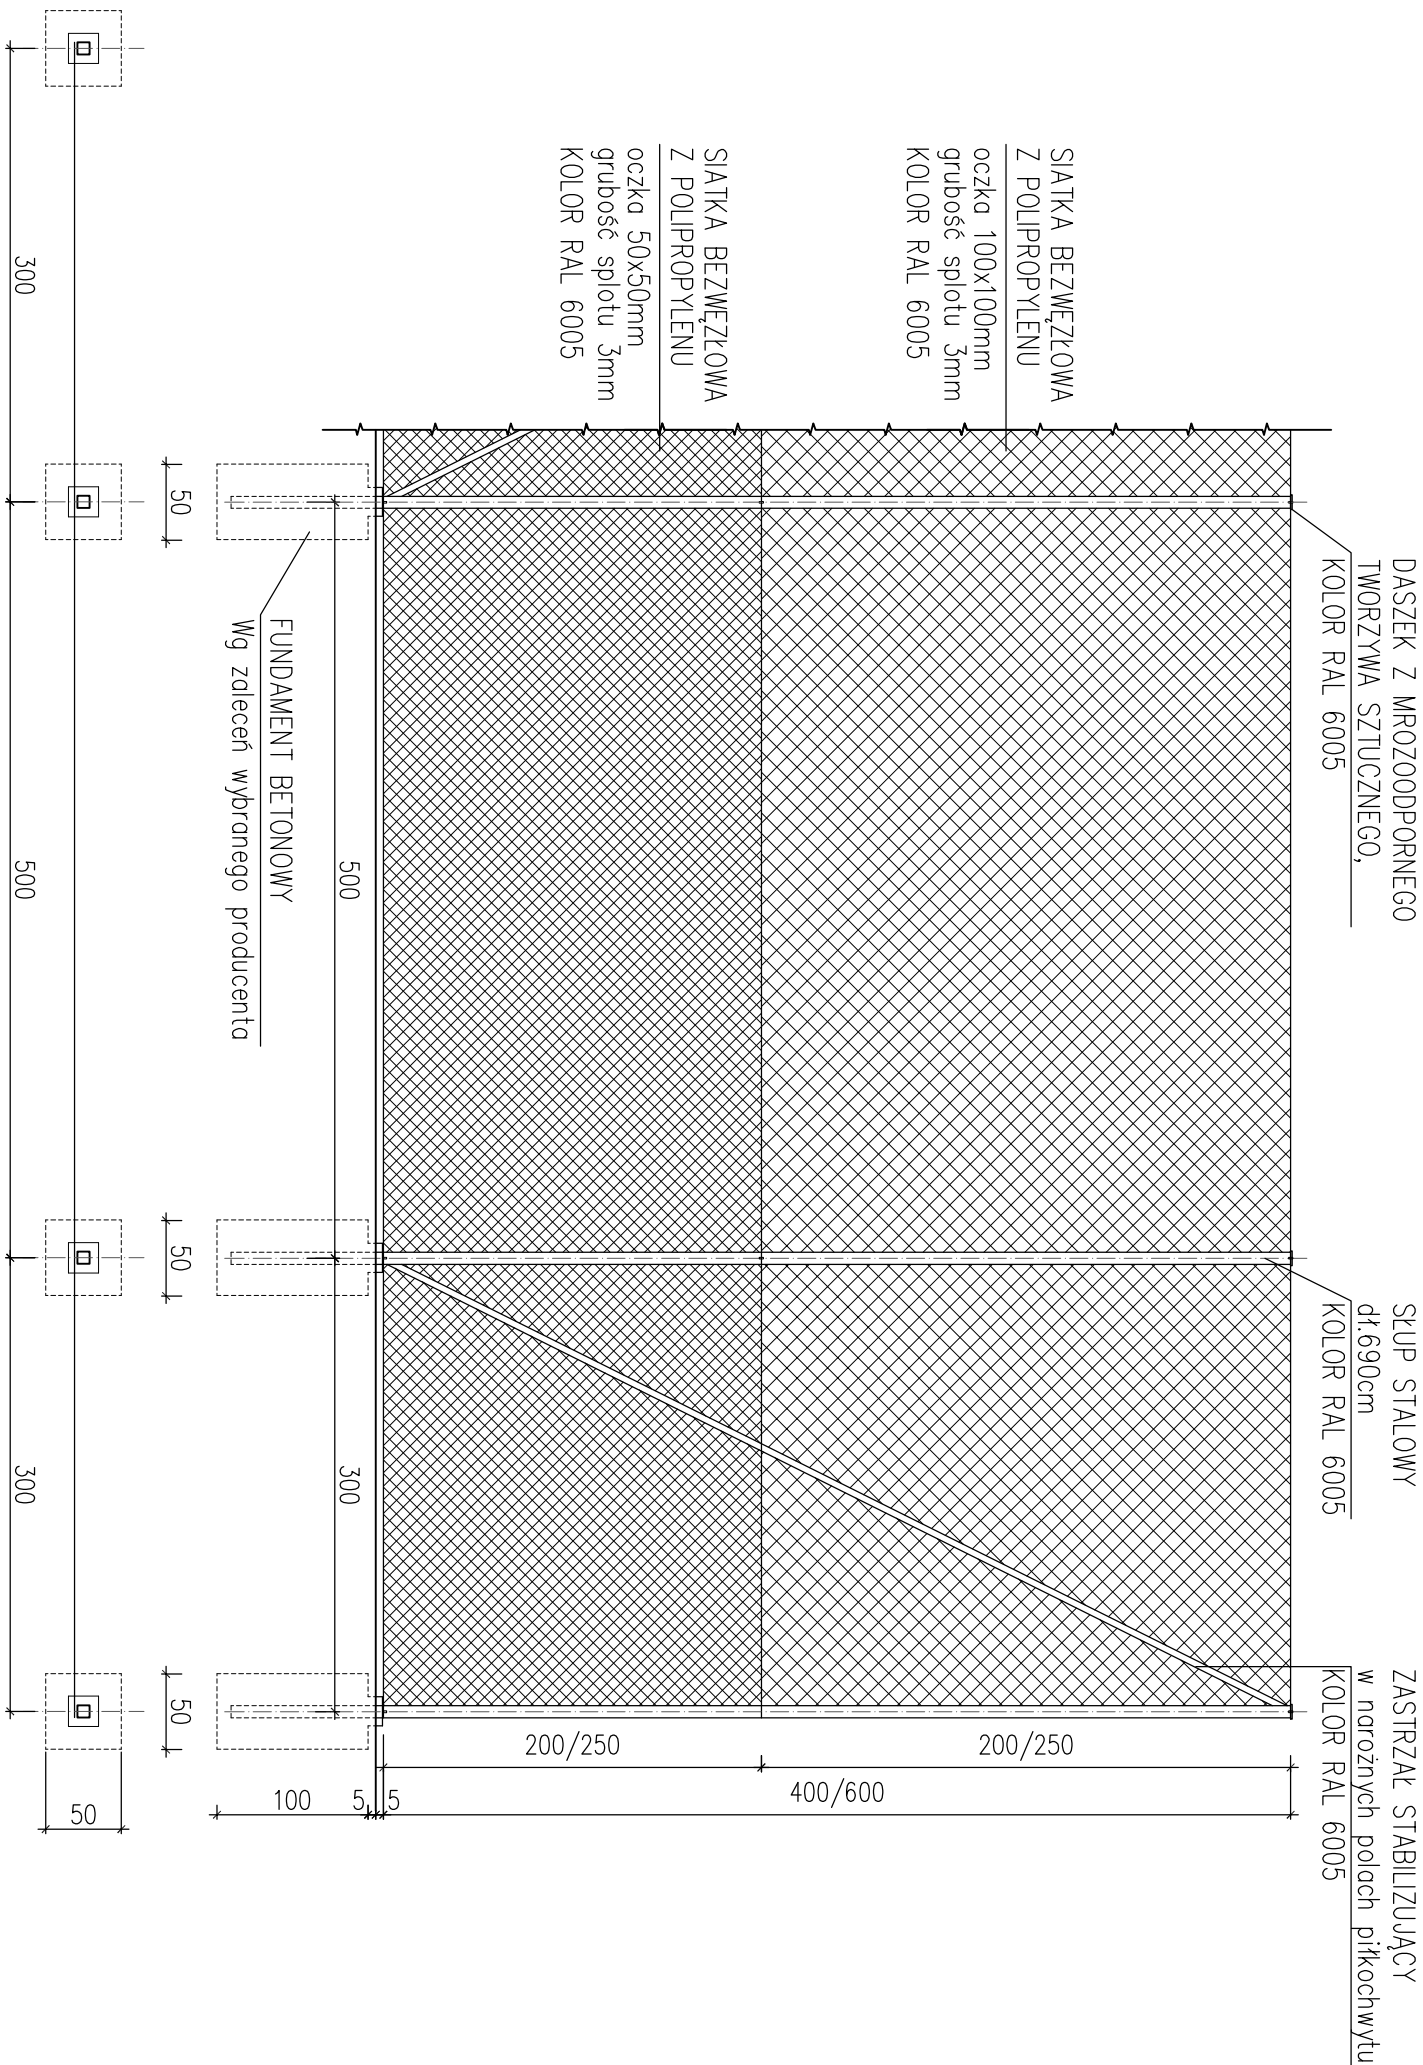 DASZEK Z MROZOODPORNEGO
TWORZYWA SZTUCZNEGO,
KOLOR RAL 6005
SŁUP STALOWY
dł.690cm
KOLOR RAL 6005
ZASTRZAŁ STABILIZUJĄCY
w narożnych polach piłkochwytu
KOLOR RAL 6005
SIATKA BEZWĘZŁOWA
Z POLIPROPYLENU
oczka 100x100mm
grubość splotu 3mm
KOLOR RAL 6005
SIATKA BEZWĘZŁOWA
Z POLIPROPYLENU
oczka 50x50mm
grubość splotu 3mm
KOLOR RAL 6005
200/250
400/600
200/250
5
5
100
500
300
FUNDAMENT BETONOWY
Wg zaleceń wybranego producenta
50
50
50
50
300
500
300